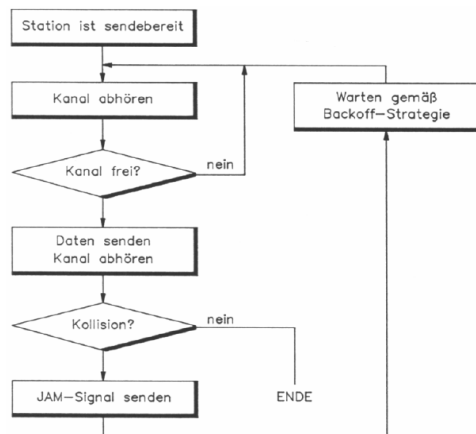 Station ist sendebereit
Kanal abhören
Warten gemäß
Backoff-Strategie
Kanal frei?
nein
Daten senden
Kanal abhören
Kollision?
nein
JAM-Signal senden
ENDE